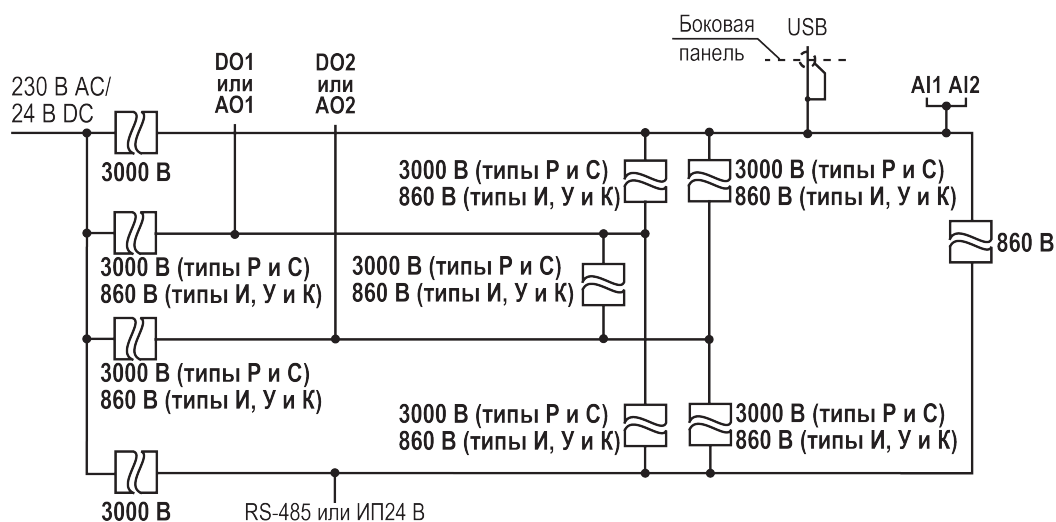 Боковая
панель
USB
DO1
или
AO1
DO2
или
AO2
230 В AC/
24 В DC
AI1 AI2
3000 В
3000 В (типы Р и С)
860 В (типы И, У и К)
3000 В (типы Р и С)
860 В (типы И, У и К)
860 В
3000 В (типы Р и С)
860 В (типы И, У и К)
3000 В (типы Р и С)
860 В (типы И, У и К)
3000 В (типы Р и С)
860 В (типы И, У и К)
3000 В (типы Р и С)
860 В (типы И, У и К)
3000 В (типы Р и С)
860 В (типы И, У и К)
3000 В
RS-485 или ИП24 В